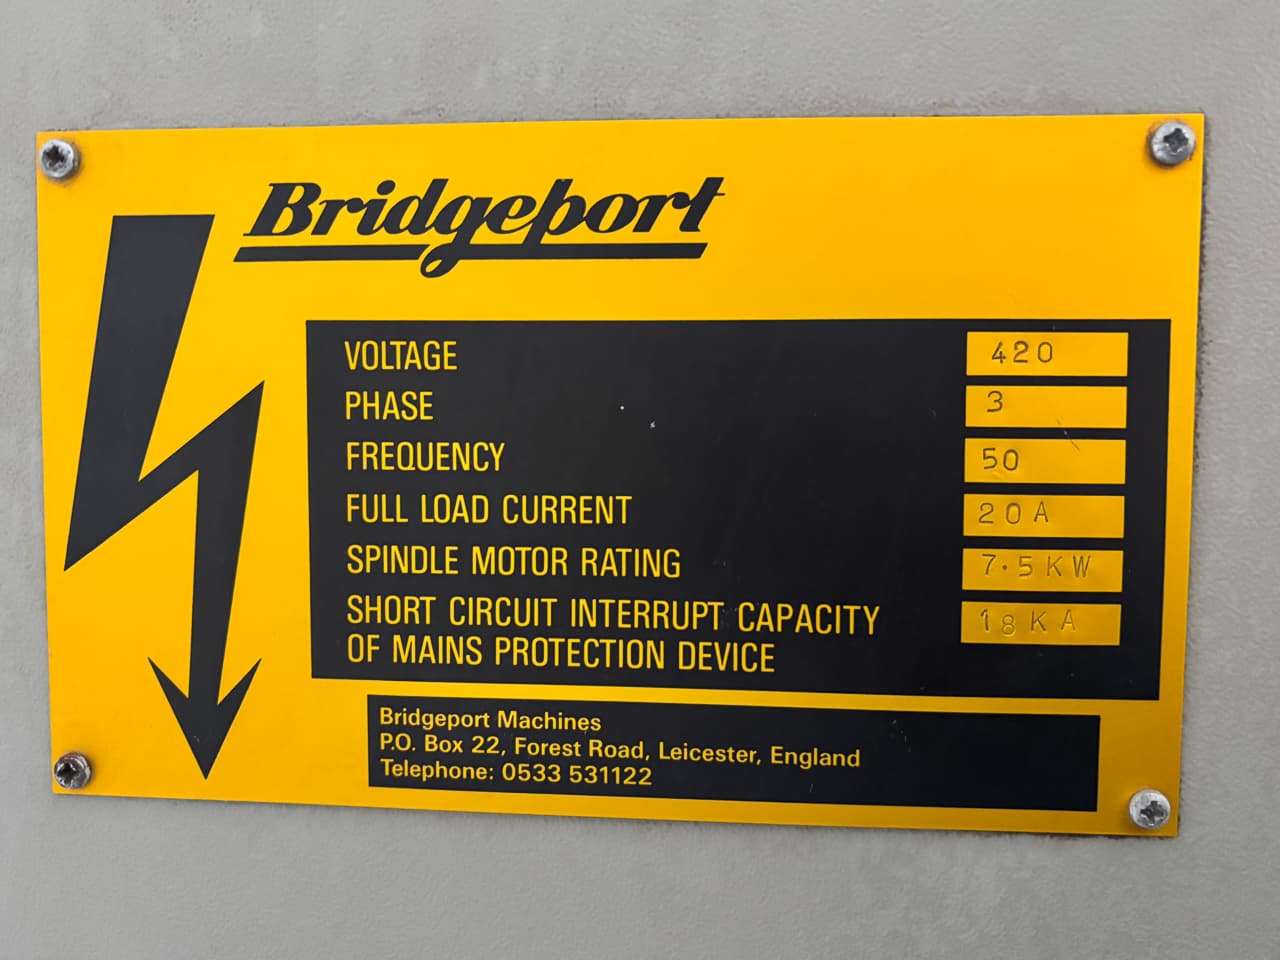 Bridgeport
VOLTAGE 420
PHASE 3
FREQUENCY 50
FULL LOAD CURRENT 20A
SPINDLE MOTOR RATING 7.5KW
SHORT CIRCUIT INTERRUPT CAPACITY 18KA
OF MAINS PROTECTION DEVICE
Bridgeport Machines
P.O. Box 22, Forest Road, Leicester, England
Telephone: 0533 531122